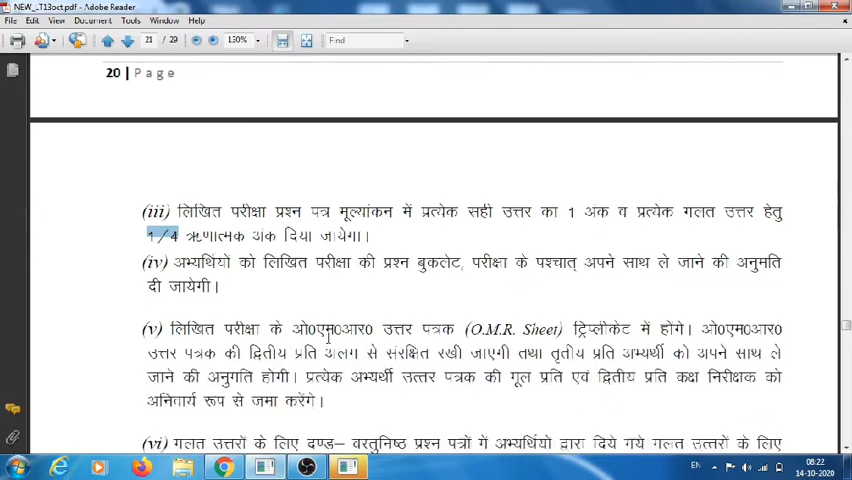 NEW_LT13oct.pdf - Adobe Reader
File Edit View Document Tools Window Help
21 / 29 130% Find
20 | P a g e
(iii) लिखित परीक्षा प्रश्न पत्र मूल्यांकन में प्रत्येक सही उत्तर का 1 अंक व प्रत्येक गलत उत्तर हेतु
1/4 ऋणात्मक अंक दिया जायेगा।
(iv) अभ्यर्थियों को लिखित परीक्षा की प्रश्न बुकलेट, परीक्षा के पश्चात् अपने साथ ले जाने की अनुमति
दी जायेगी।
(v) लिखित परीक्षा के ओ0एम0आर0 उत्तर पत्रक (O.M.R. Sheet) ट्रिप्लीकेट में होंगे। ओ0एम0आर0
उत्तर पत्रक की द्वितीय प्रति अलग से संरक्षित रखी जाएगी तथा तृतीय प्रति अभ्यर्थी को अपने साथ ले
जाने की अनुमति होगी। प्रत्येक अभ्यर्थी उत्तर पत्रक की मूल प्रति एवं द्वितीय प्रति कक्ष निरीक्षक को
अनिवार्य रूप से जमा करेंगे।
(vi) गलत उत्तरों के लिए दण्ड– वस्तुनिष्ठ प्रश्न पत्रों में अभ्यर्थियों द्वारा दिये गये गलत उत्तरों के लिए
EN 08:22
14-10-2020